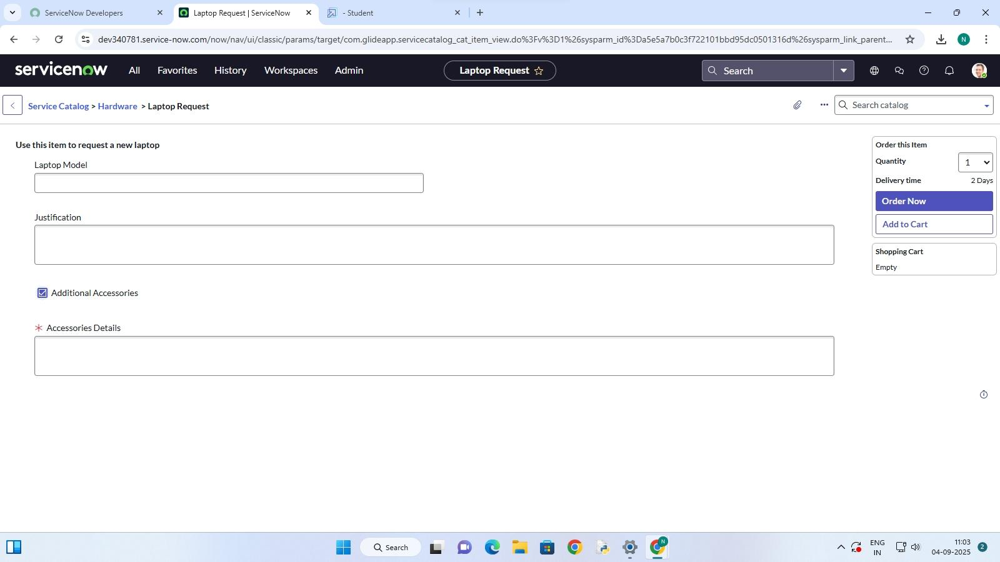 ServiceNow Developers
Laptop Request | ServiceNow
- Student
dev340781.service-now.com/now/nav/ui/classic/params/target/com.glideapp.servicecatalog_cat_item_view.do%3Fv%3D1%26sysparm_id%3Da5e5a7b0c3f722101bbd95dc0501316d%26sysparm_link_parent...
N
servicenow
All
Favorites
History
Workspaces
Admin
Laptop Request
Search
Service Catalog > Hardware > Laptop Request
Search catalog
Use this item to request a new laptop
Laptop Model
Justification
Additional Accessories
* Accessories Details
Order this Item
Quantity 1
Delivery time 2 Days
Order Now
Add to Cart
Shopping Cart
Empty
Search
N
ENG
IN
11:03
04-09-2025
2